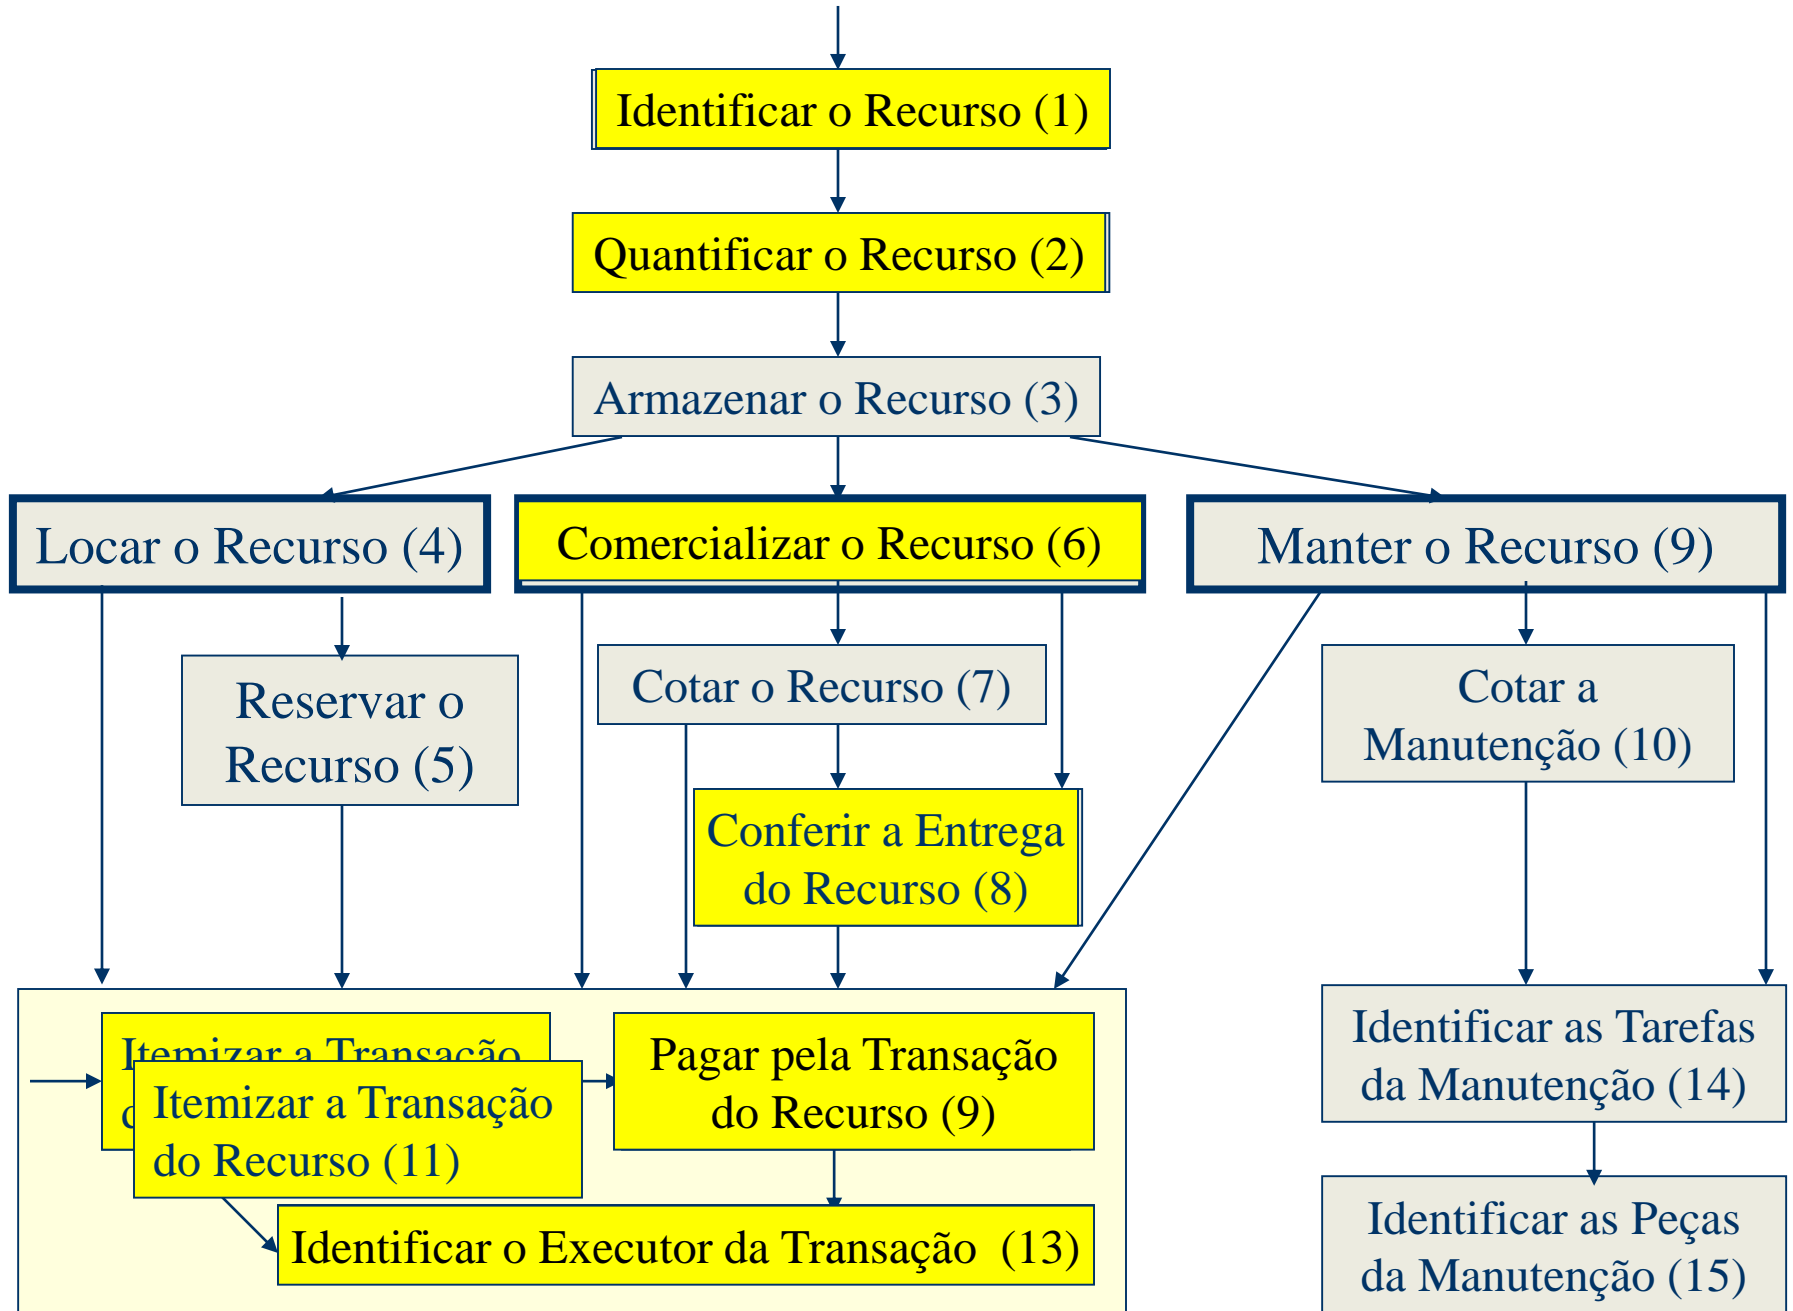 Identificar o Recurso (1)
Quantificar o Recurso (2)
Armazenar o Recurso (3)
Locar o Recurso (4)
Comercializar o Recurso (6)
Manter o Recurso (9)
Reservar o
Recurso (5)
Cotar o Recurso (7)
Cotar a
Manutenção (10)
Conferir a Entrega
do Recurso (8)
Itemizar a Transação
Itemizar a Transação
do Recurso (11)
Pagar pela Transação
do Recurso (9)
Identificar o Executor da Transação (13)
Identificar as Tarefas
da Manutenção (14)
Identificar as Peças
da Manutenção (15)